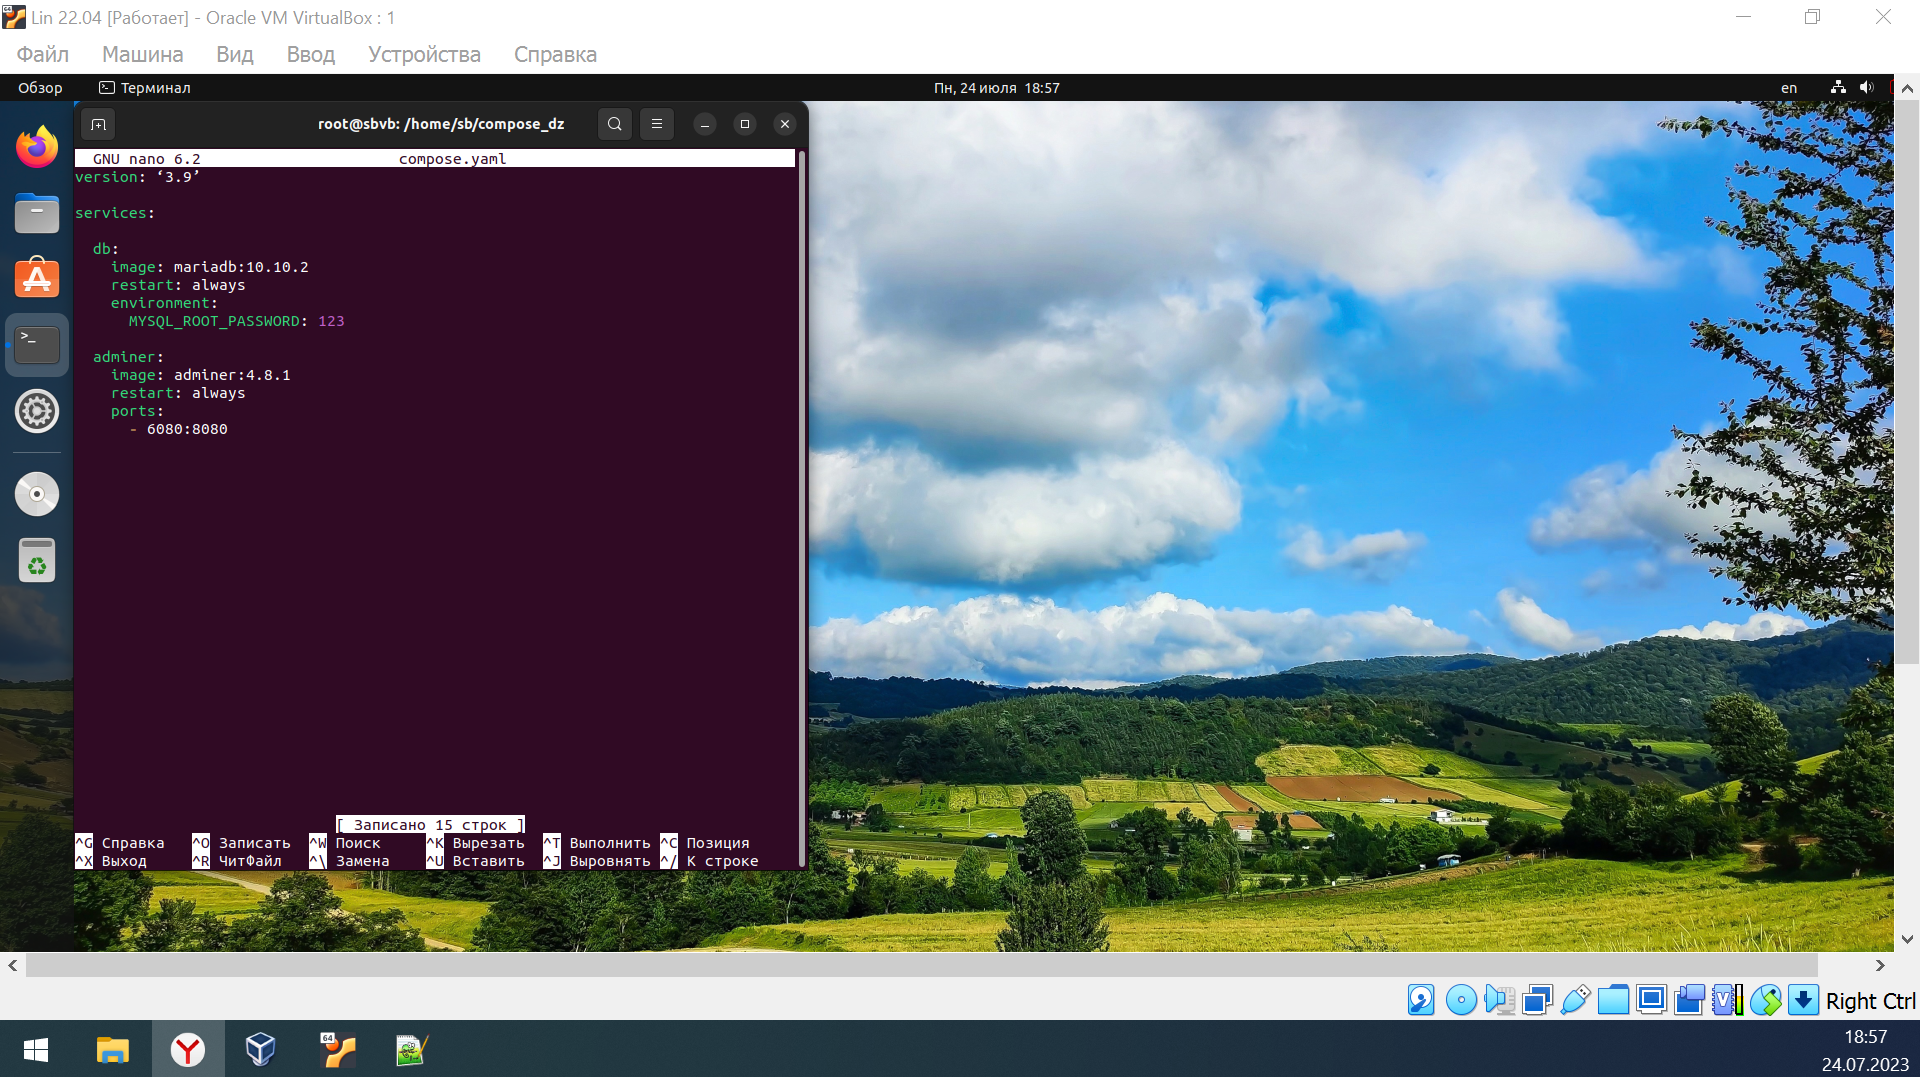 Lin 22.04 [Работает] - Oracle VM VirtualBox : 1
Файл Машина Вид Ввод Устройства Справка
Обзор Терминал Пн, 24 июля 18:57 en
root@sbvb: /home/sb/compose_dz
GNU nano 6.2 compose.yaml
version: ‘3.9’
services:
db:
image: mariadb:10.10.2
restart: always
environment:
MYSQL_ROOT_PASSWORD: 123
adminer:
image: adminer:4.8.1
restart: always
ports:
- 6080:8080
[ Записано 15 строк ]
^G Справка ^O Записать ^W Поиск ^K Вырезать ^T Выполнить ^C Позиция
^X Выход ^R ЧитФайл ^\ Замена ^U Вставить ^J Выровнять ^/ К строке
Right Ctrl
64
18:57
24.07.2023